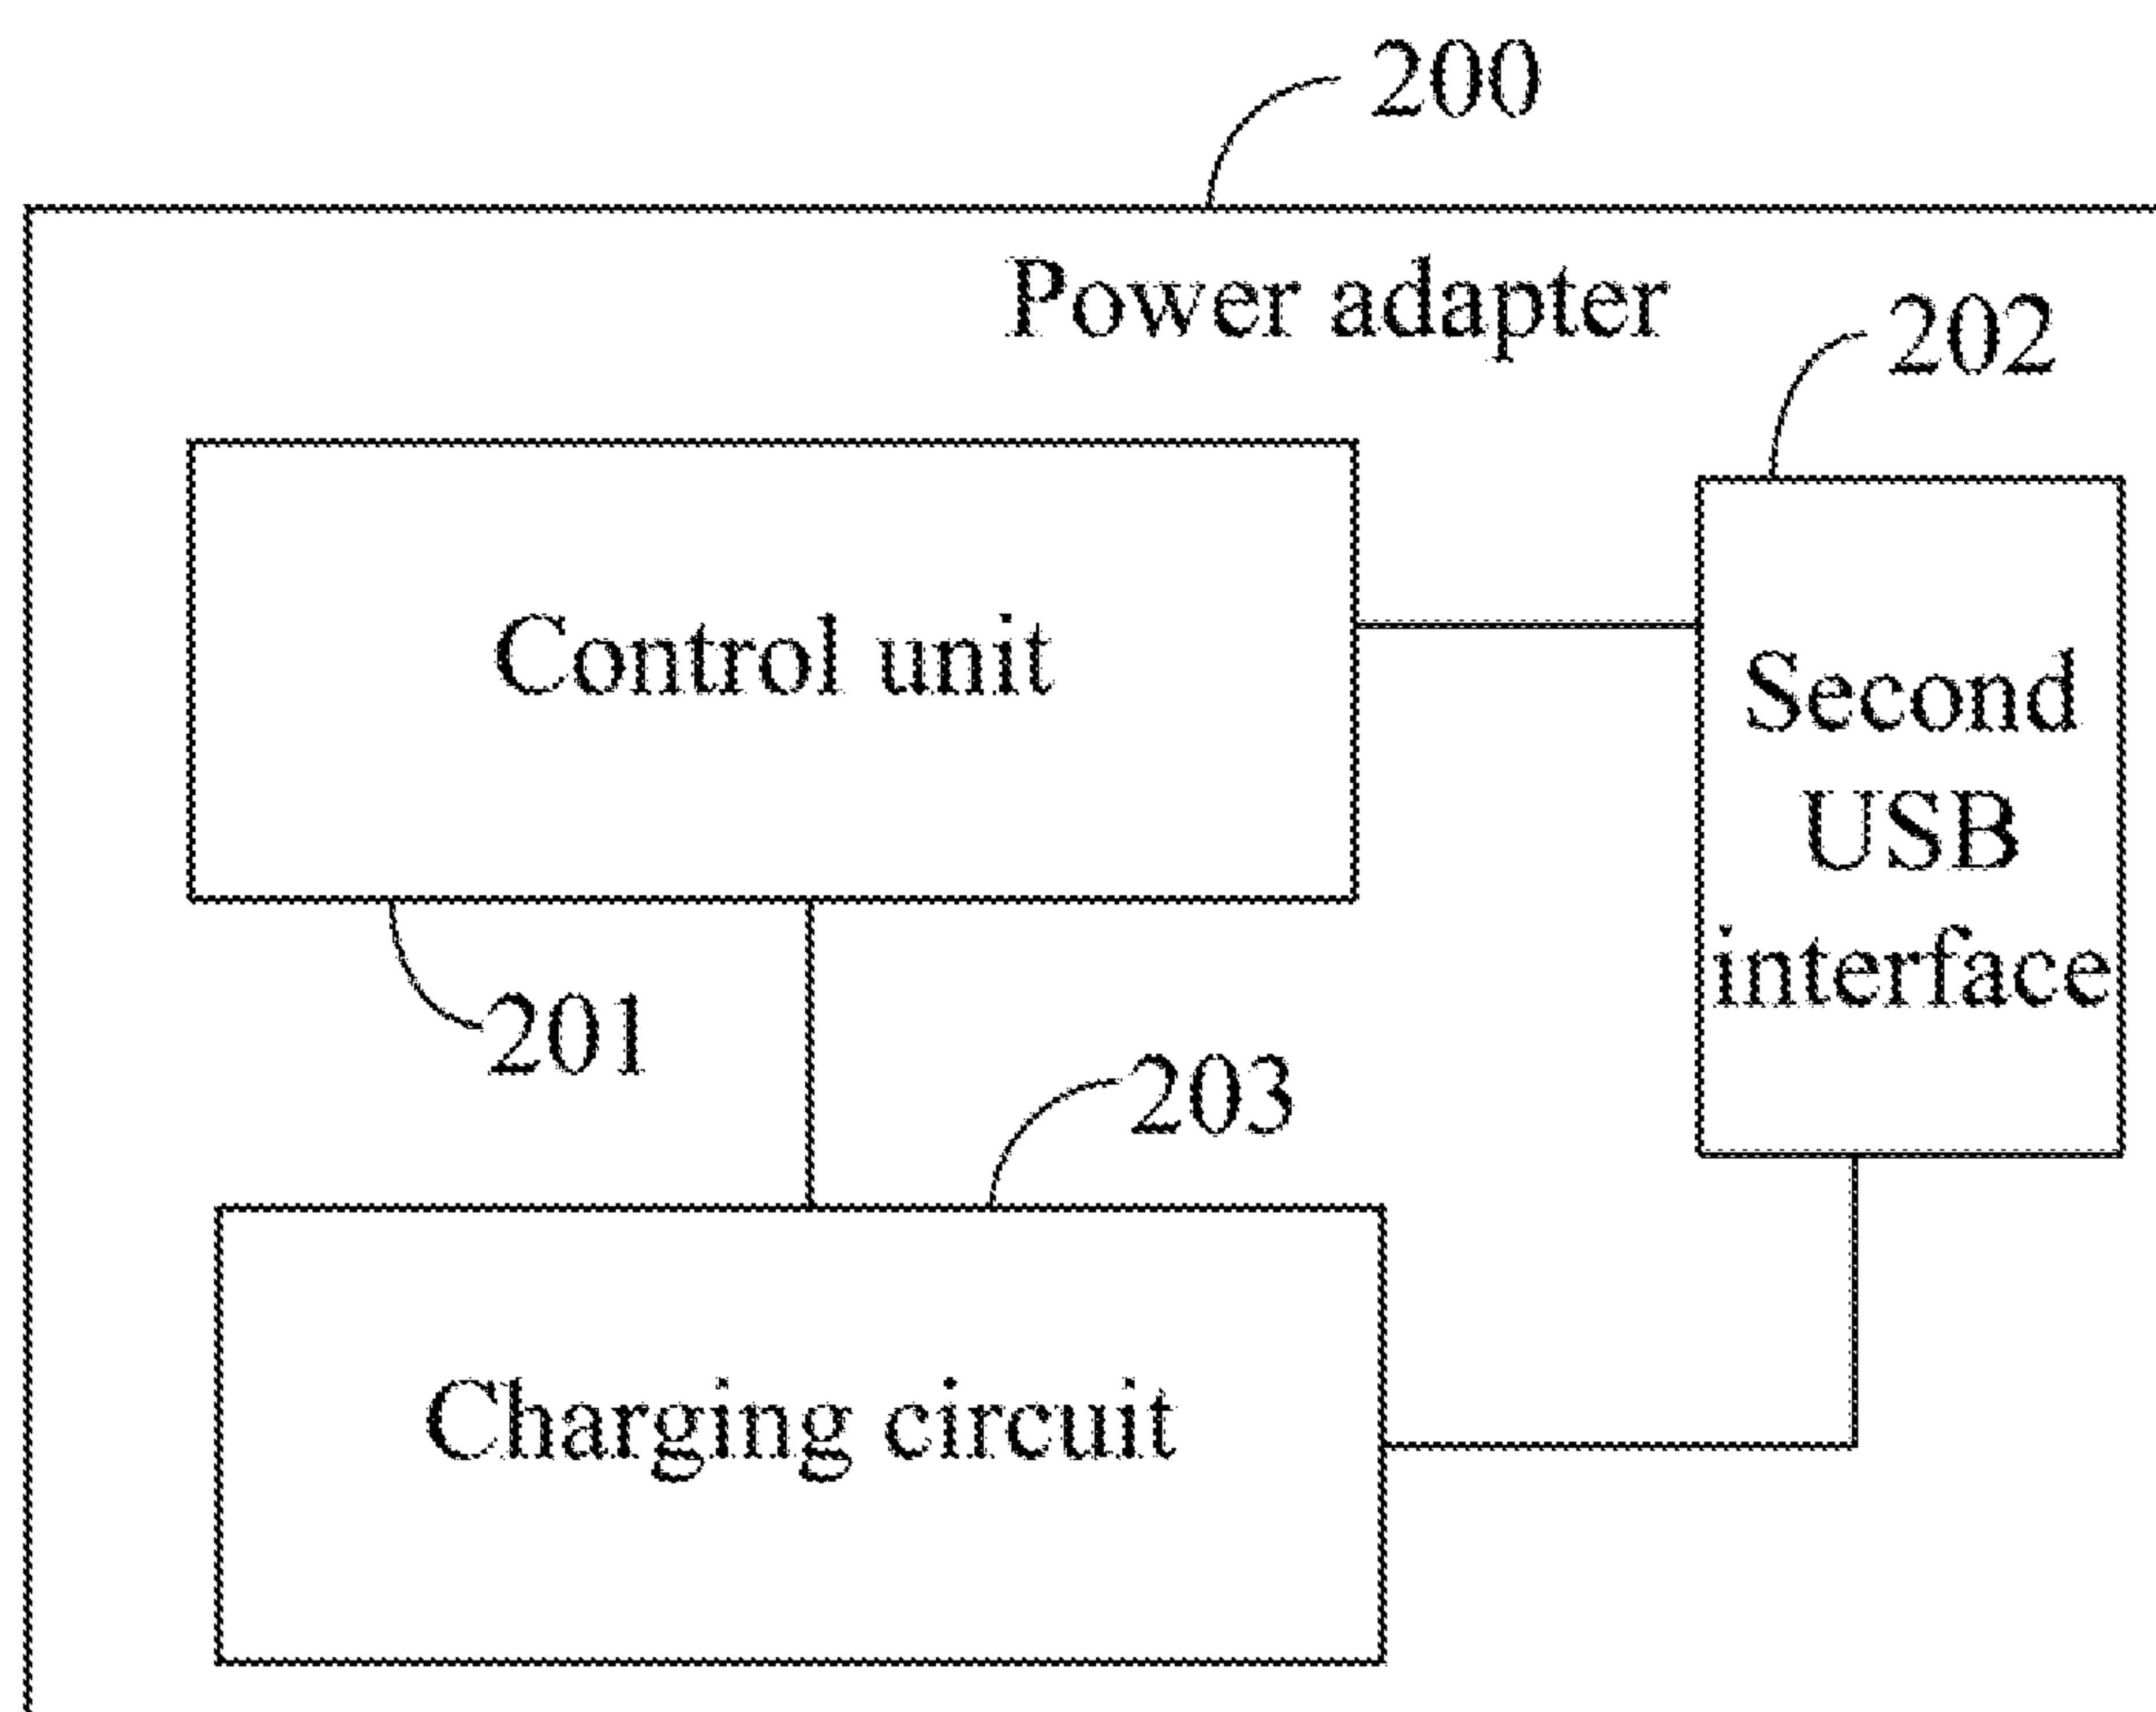 200
Power adapter
202
Control unit
Second
USB
interface
201
203
Charging circuit